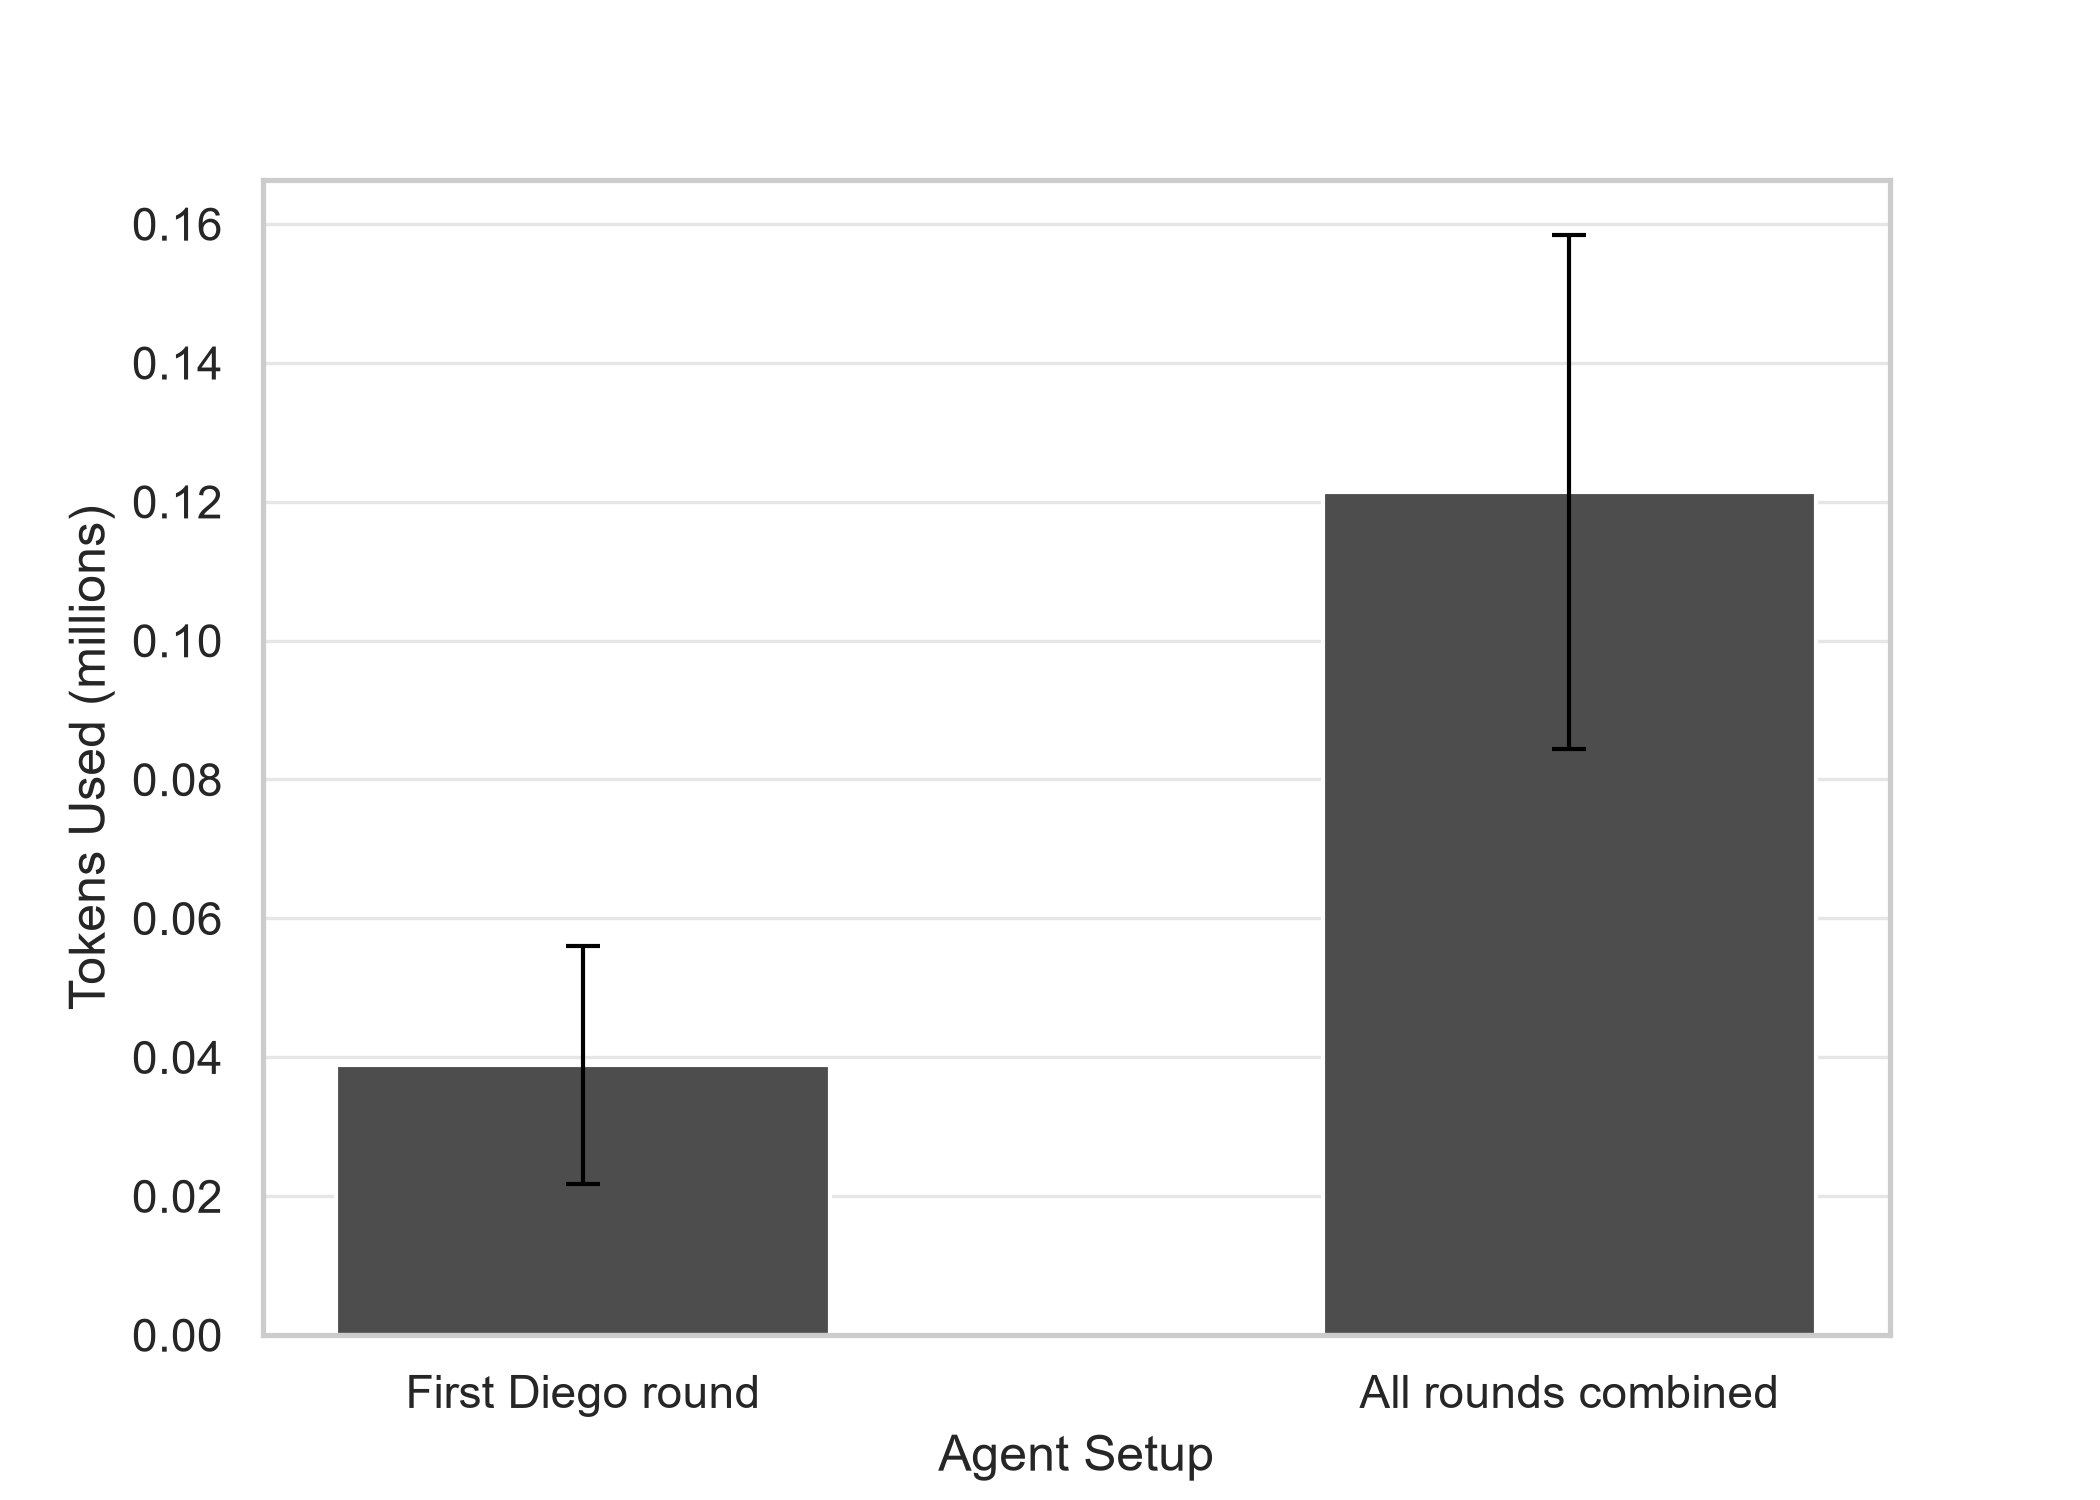 0.16
0.14
0.12
0.10
0.08
0.06
0.04
0.02
0.00
Tokens Used (millions)
First Diego round
All rounds combined
Agent Setup